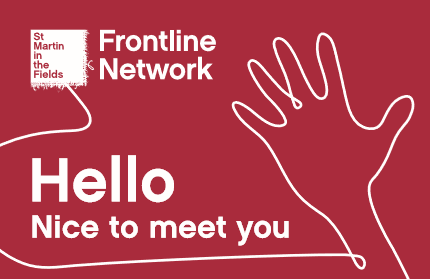 St
Martin
in
the
Fields
Frontline
Network
Hello
Nice to meet you